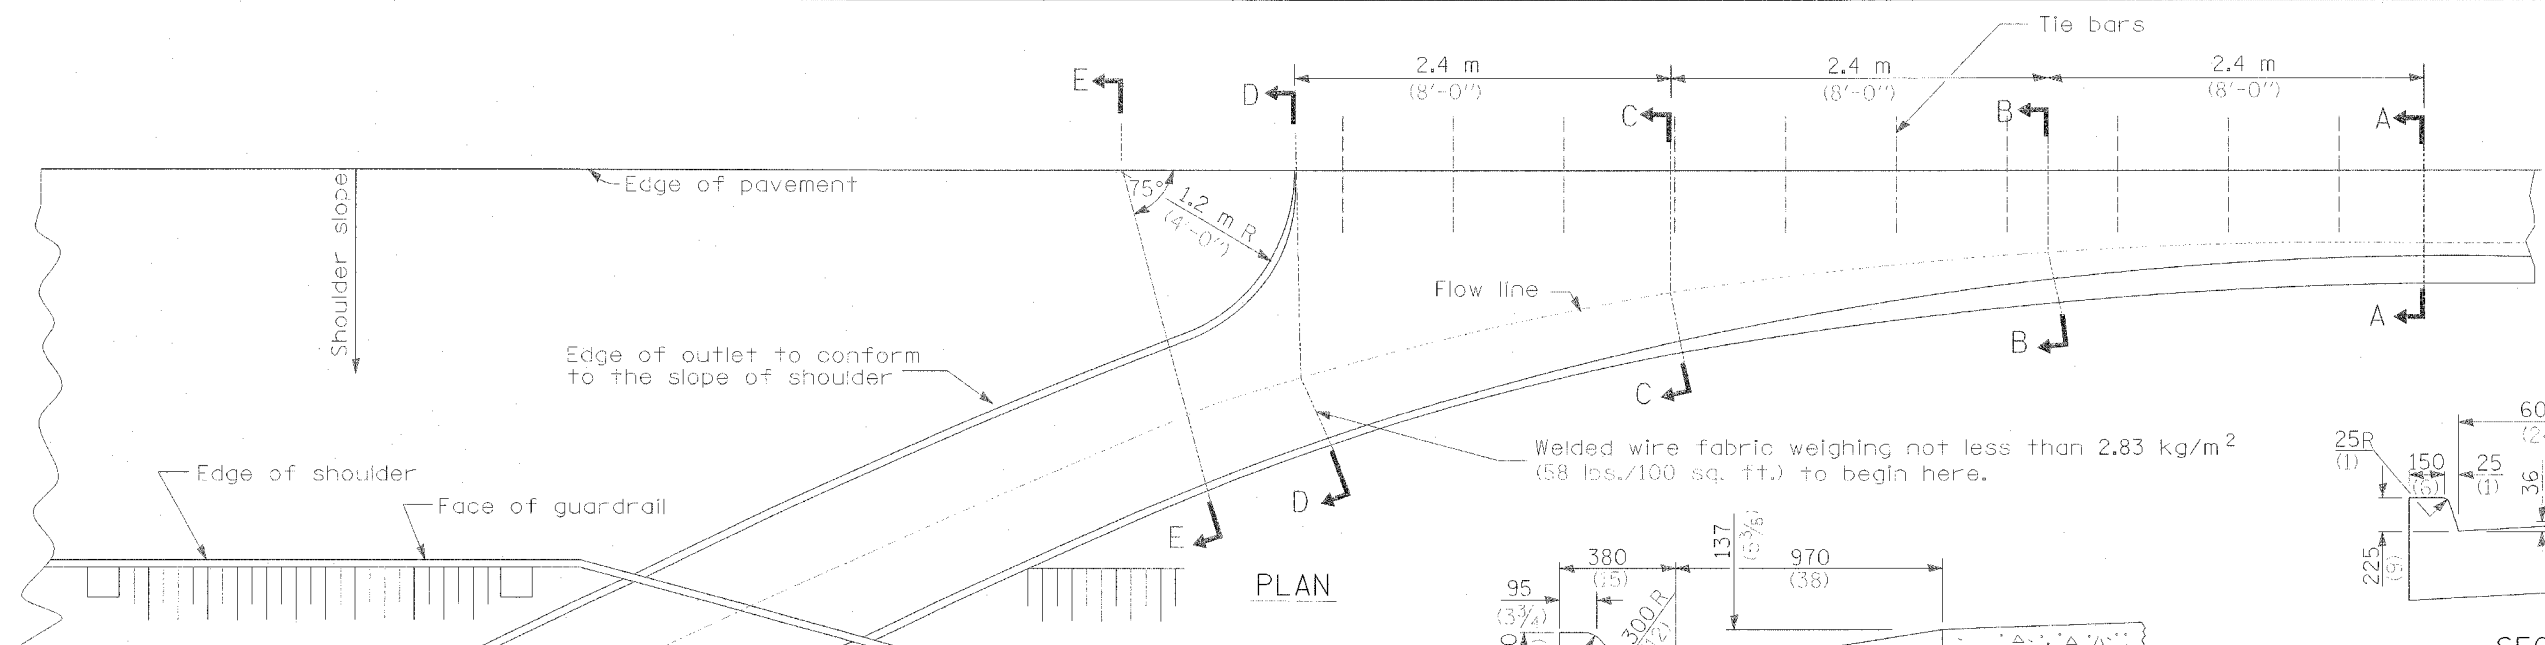 Tie bars
2.4 m
(8'-0")
2.4 m
(8'-0")
2.4 m
(8'-0")
E
D
C
B
A
Edge of pavement
75°
1.2 m R
(4'-0")
Shoulder slope
Flow line
A
B
C
D
E
Edge of outlet to conform
to the slope of shoulder
Welded wire fabric weighing not less than 2.83 kg/m²
(58 lbs./100 sq. ft.) to begin here.
Edge of shoulder
Face of guardrail
PLAN
380
(15)
95
(3¾)
300 R
137
970
(38)
25R
(1)
150
(6)
25
(1)
36
60
225
(9)